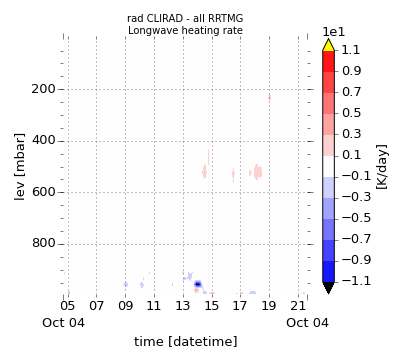 rad CLIRAD - all RRTMG
Longwave heating rate
1e1
1.1
0.9
0.7
0.5
0.3
0.1
−0.1
−0.3
−0.5
−0.7
−0.9
−1.1
[K/day]
lev [mbar]
200
400
600
800
05 07 09 11 13 15 17 19 21
Oct 04 Oct 04
time [datetime]